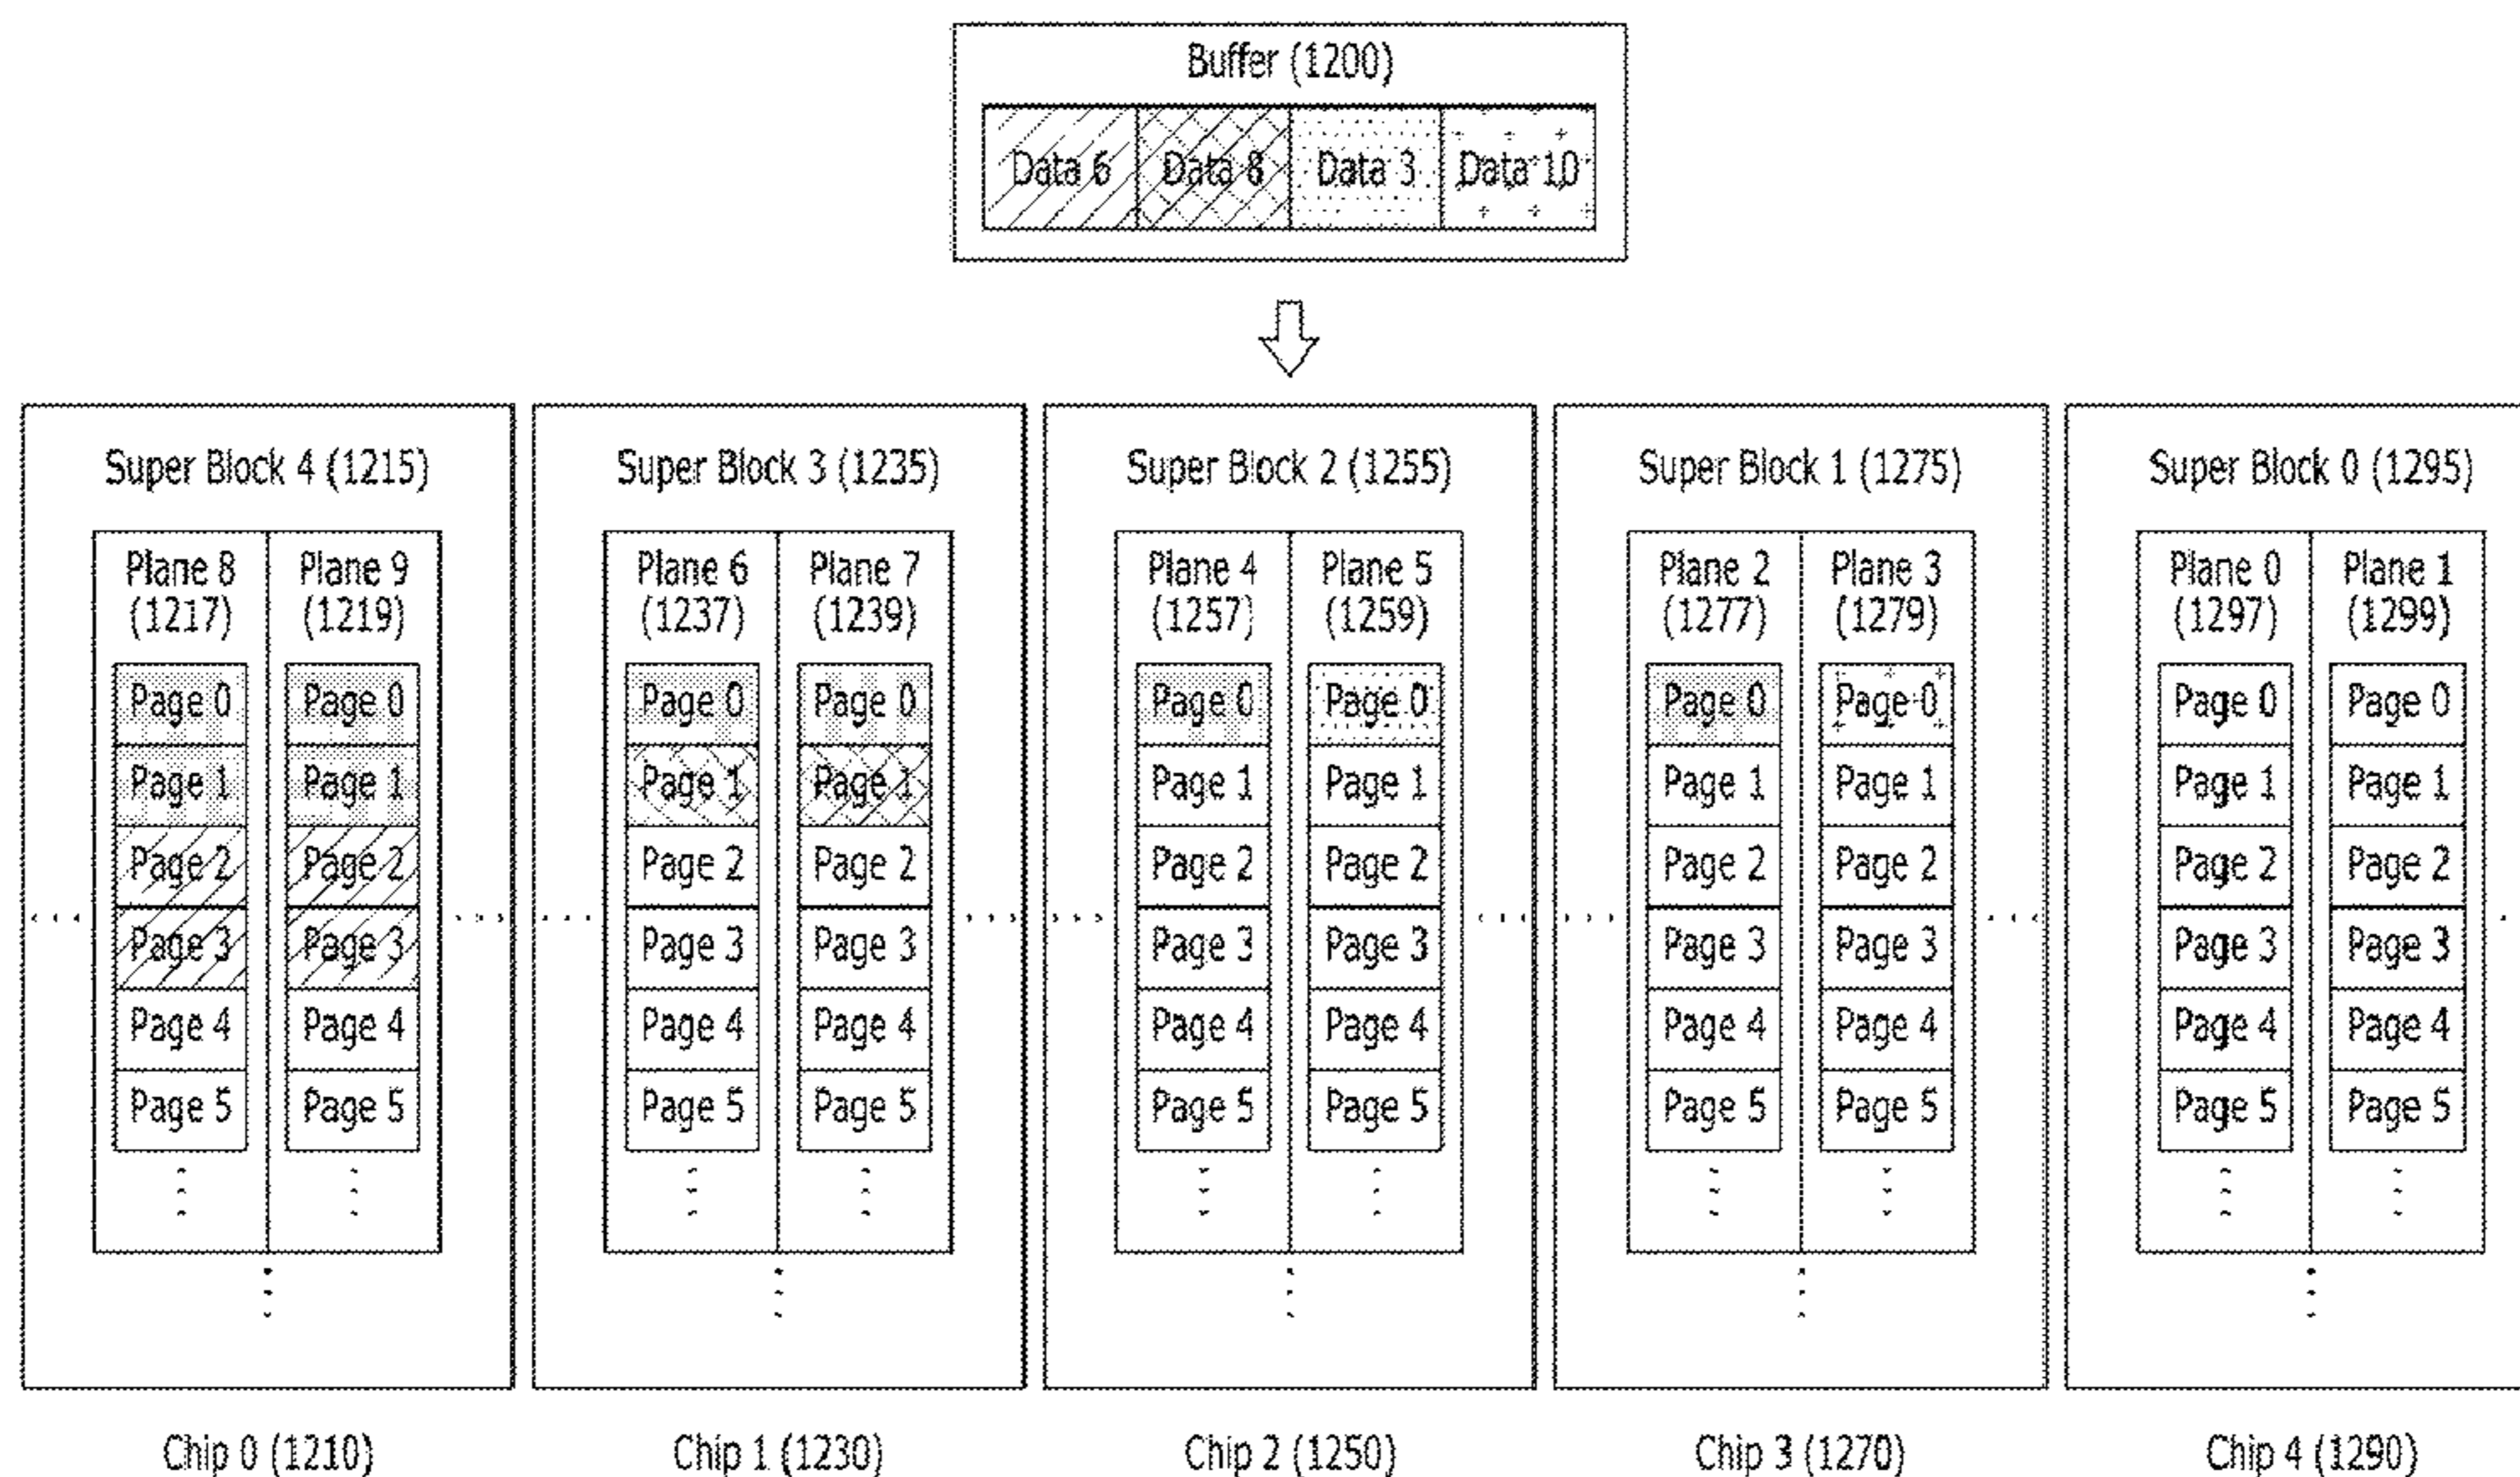 Buffer (1200)
Data 6 Data 8 Data 3 Data 10
Super Block 4 (1215) Super Block 3 (1235) Super Block 2 (1255) Super Block 1 (1275) Super Block 0 (1295)
Plane 8 Plane 9 Plane 6 Plane 7 Plane 4 Plane 5 Plane 2 Plane 3 Plane 0 Plane 1
(1217) (1219) (1237) (1239) (1257) (1259) (1277) (1279) (1297) (1299)
Page 0 Page 0 Page 0 Page 0 Page 0 Page 0 Page 0 Page 0 Page 0 Page 0
Page 1 Page 1 Page 1 Page 1 Page 1 Page 1 Page 1 Page 1 Page 1 Page 1
Page 2 Page 2 Page 2 Page 2 Page 2 Page 2 Page 2 Page 2 Page 2 Page 2
Page 3 Page 3 Page 3 Page 3 Page 3 Page 3 Page 3 Page 3 Page 3 Page 3
Page 4 Page 4 Page 4 Page 4 Page 4 Page 4 Page 4 Page 4 Page 4 Page 4
Page 5 Page 5 Page 5 Page 5 Page 5 Page 5 Page 5 Page 5 Page 5 Page 5
Chip 0 (1210) Chip 1 (1230) Chip 2 (1250) Chip 3 (1270) Chip 4 (1290)